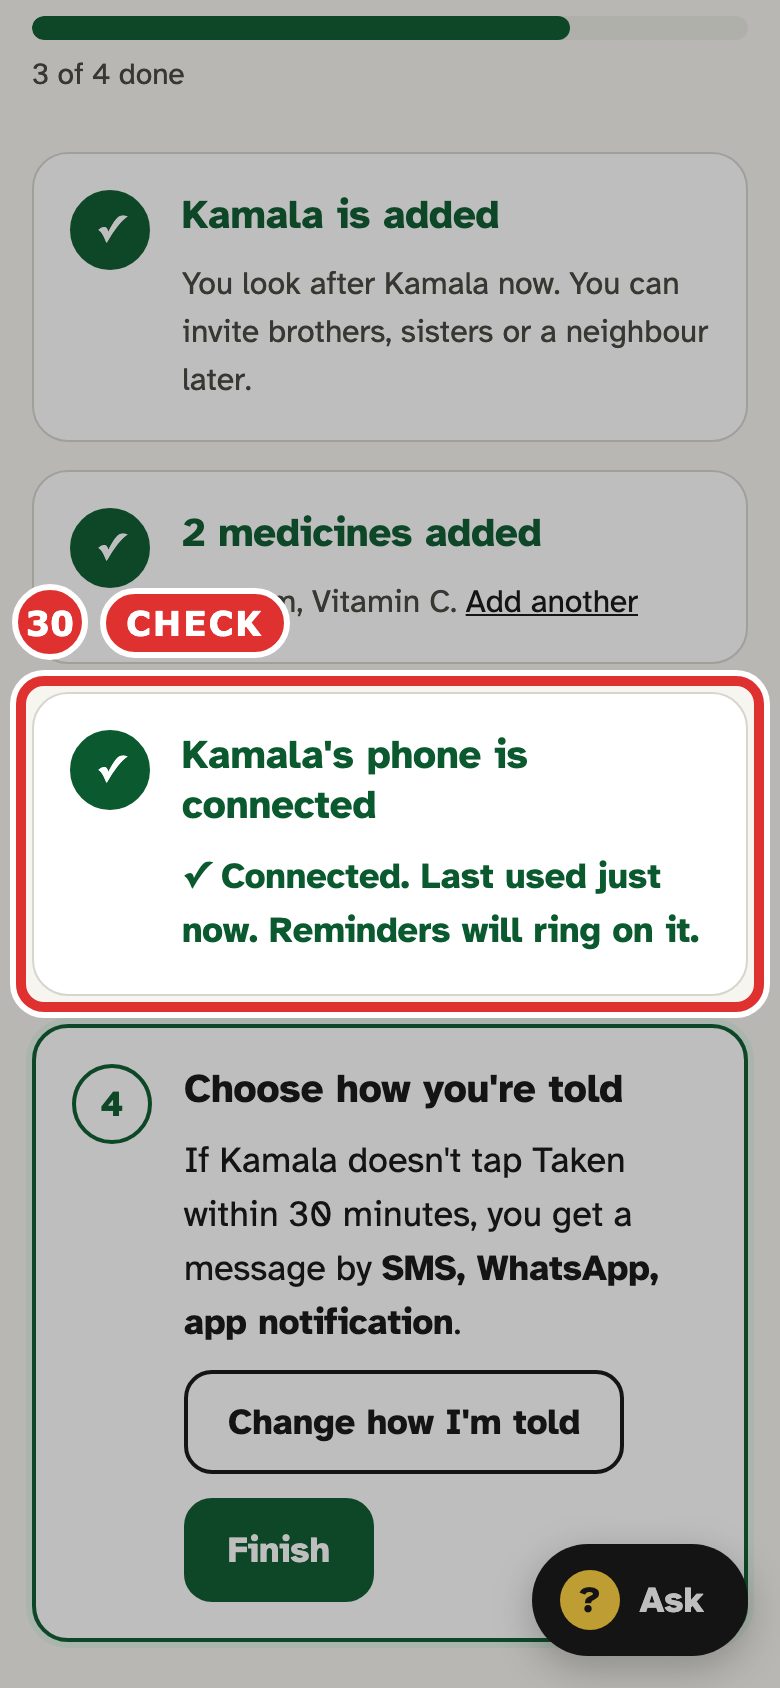 3 of 4 done
✓
Kamala is added
You look after Kamala now. You can
invite brothers, sisters or a neighbour
later.
✓
2 medicines added
Vitamin C. Add another
30 CHECK
✓
Kamala's phone is
connected
✓ Connected. Last used just
now. Reminders will ring on it.
4
Choose how you're told
If Kamala doesn't tap Taken
within 30 minutes, you get a
message by SMS, WhatsApp,
app notification.
Change how I'm told
Finish
? Ask